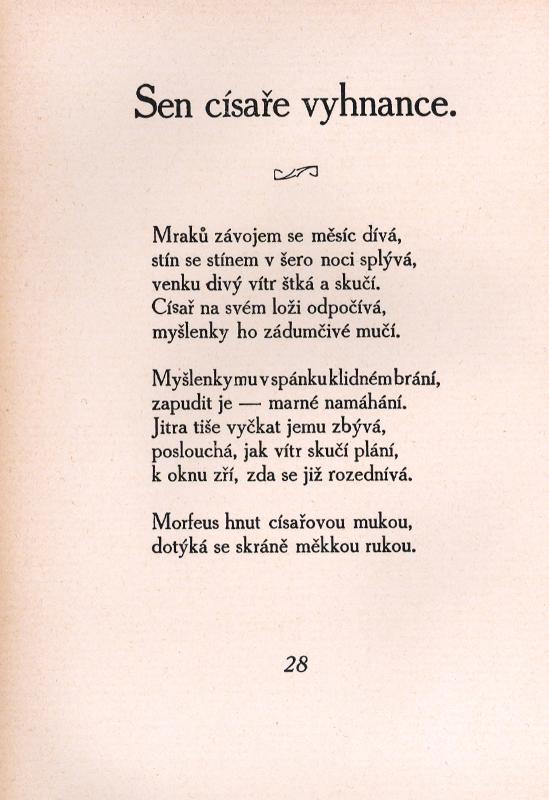 Sen císaře vyhnance.
Mraků závojem se měsíc dívá,
stín se stínem v šero noci splývá,
venku divý vítr štká a skučí.
Císař na svém loži odpočívá,
myšlenky ho zádumčivé mučí.
Myšlenky mu v spánku klidném brání,
zapudit je — marné namáhání.
Jitra tiše vyčkat jemu zbývá,
poslouchá, jak vítr skučí plání,
k oknu zří, zda se již rozednívá.
Morfeus hnut císařovou mukou,
dotýká se skráně měkkou rukou.
28